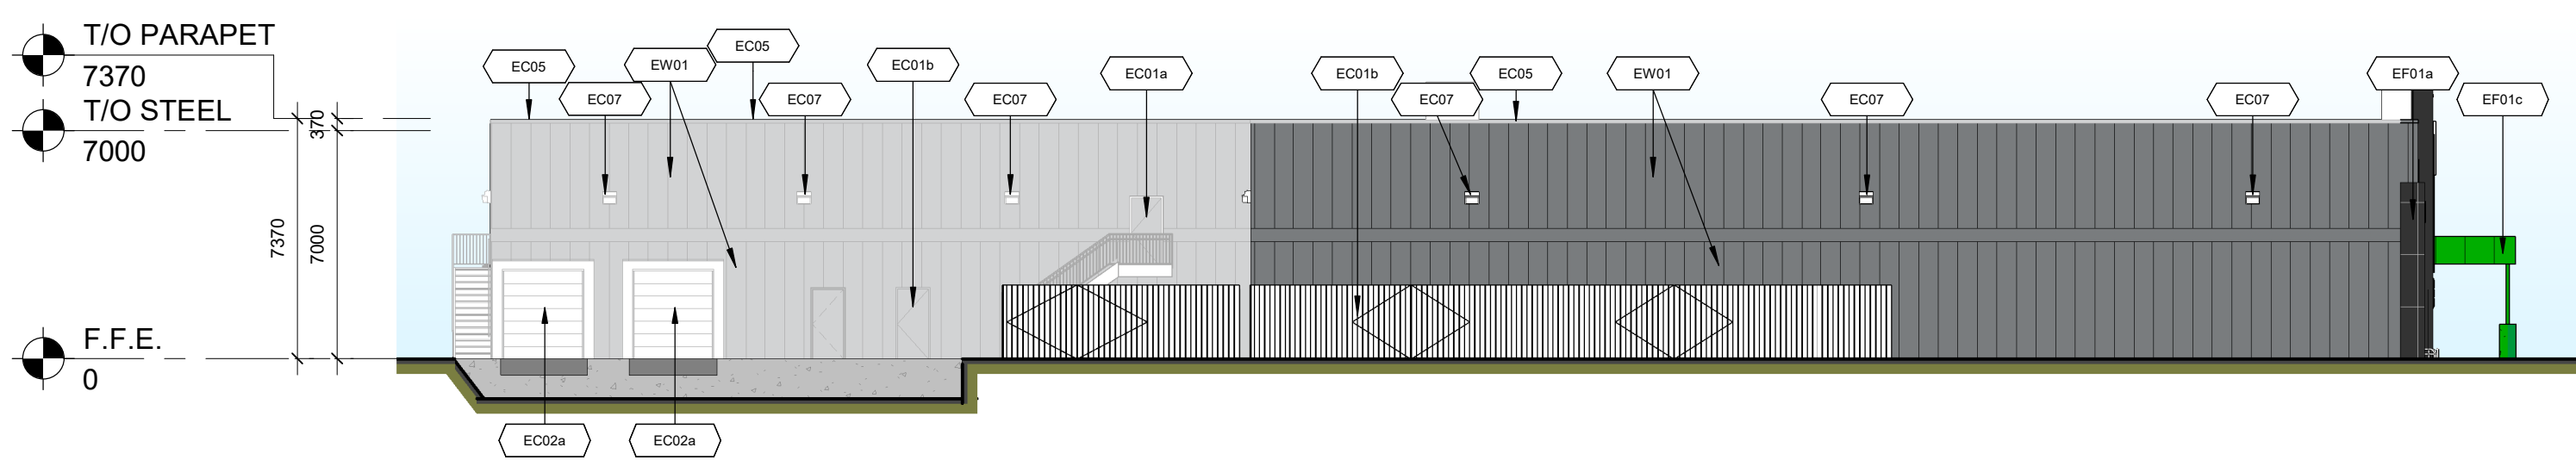 T/O PARAPET
7370
T/O STEEL
7000
F.F.E.
0
370
7370
7000
EC05
EC07
EW01
EC05
EC07
EC01b
EC07
EC01a
EC01b
EC07
EC05
EW01
EC07
EC07
EF01a
EF01c
EC02a
EC02a